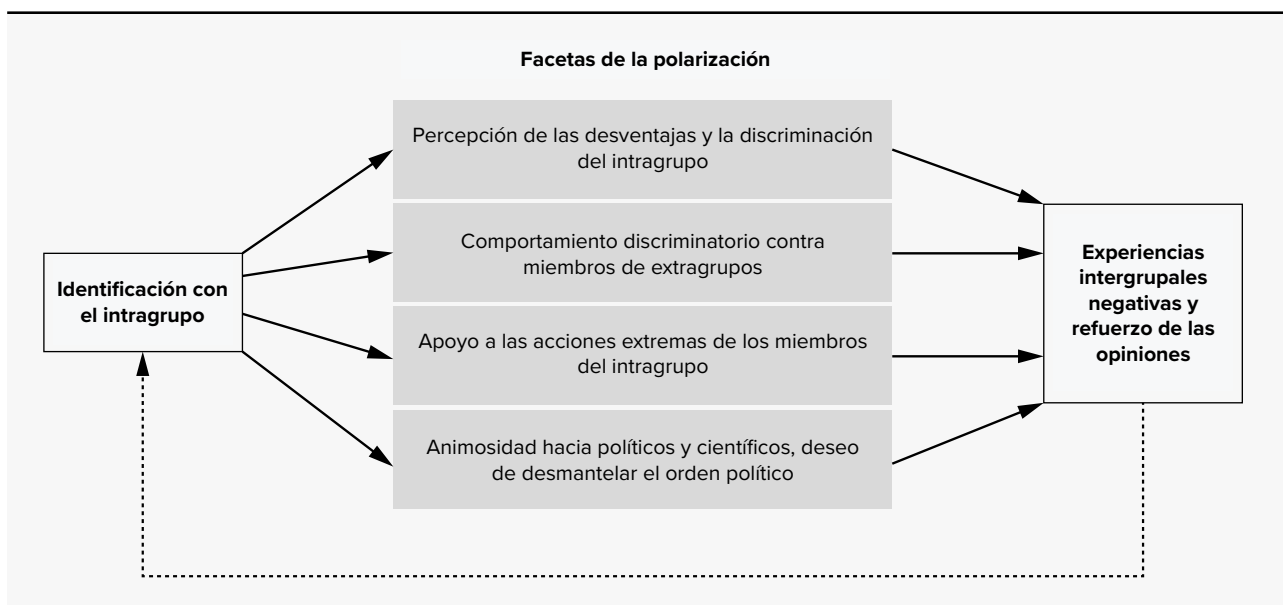 Facetas de la polarización
Percepción de las desventajas y la discriminación
del intragrupo
Comportamiento discriminatorio contra
miembros de extragrupos
Apoyo a las acciones extremas de los miembros
del intragrupo
Animosidad hacia políticos y científicos, deseo
de desmantelar el orden político
Identificación con
el intragrupo
Experiencias
intergrupales
negativas y
refuerzo de las
opiniones